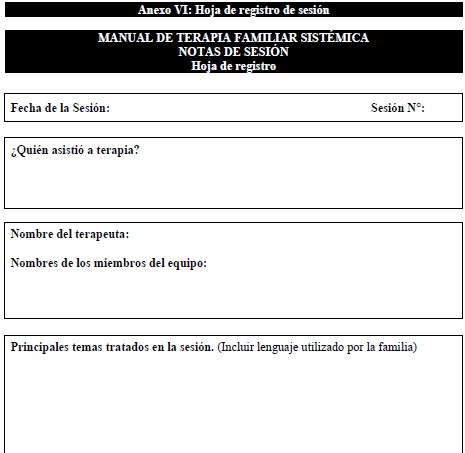 Anexo VI: Hoja de registro de sesión
MANUAL DE TERAPIA FAMILIAR SISTÉMICA
NOTAS DE SESIÓN
Hoja de registro
Fecha de la Sesión: Sesión N°:
¿Quién asistió a terapia?
Nombre del terapeuta:
Nombres de los miembros del equipo:
Principales temas tratados en la sesión. (Incluir lenguaje utilizado por la familia)